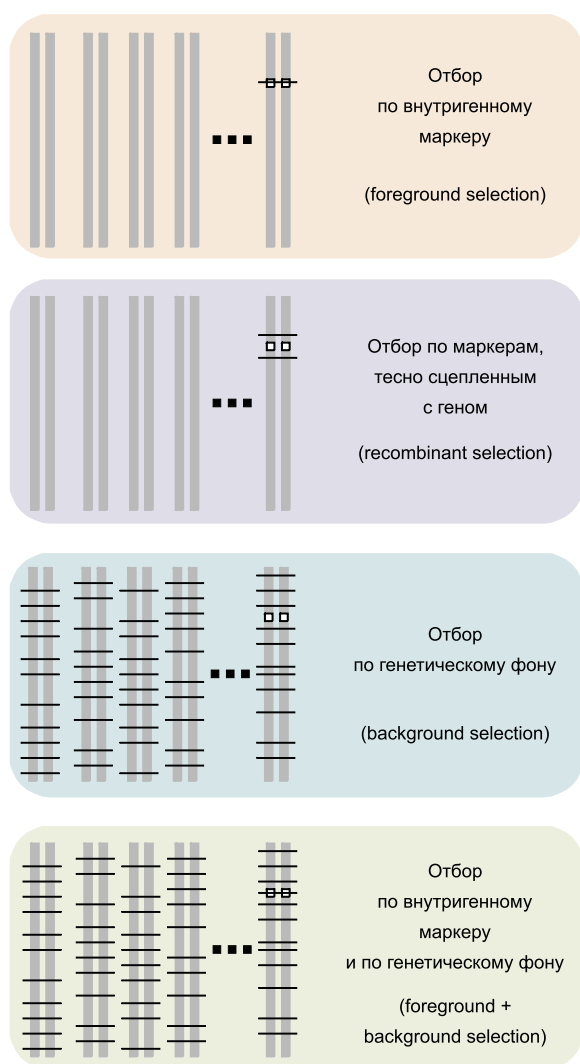 Отбор
по внутригенному
маркеру
(foreground selection)
Отбор по маркерам,
тесно сцепленным
с геном
(recombinant selection)
Отбор
по генетическому фону
(background selection)
Отбор
по внутригенному
маркеру
и по генетическому фону
(foreground +
background selection)